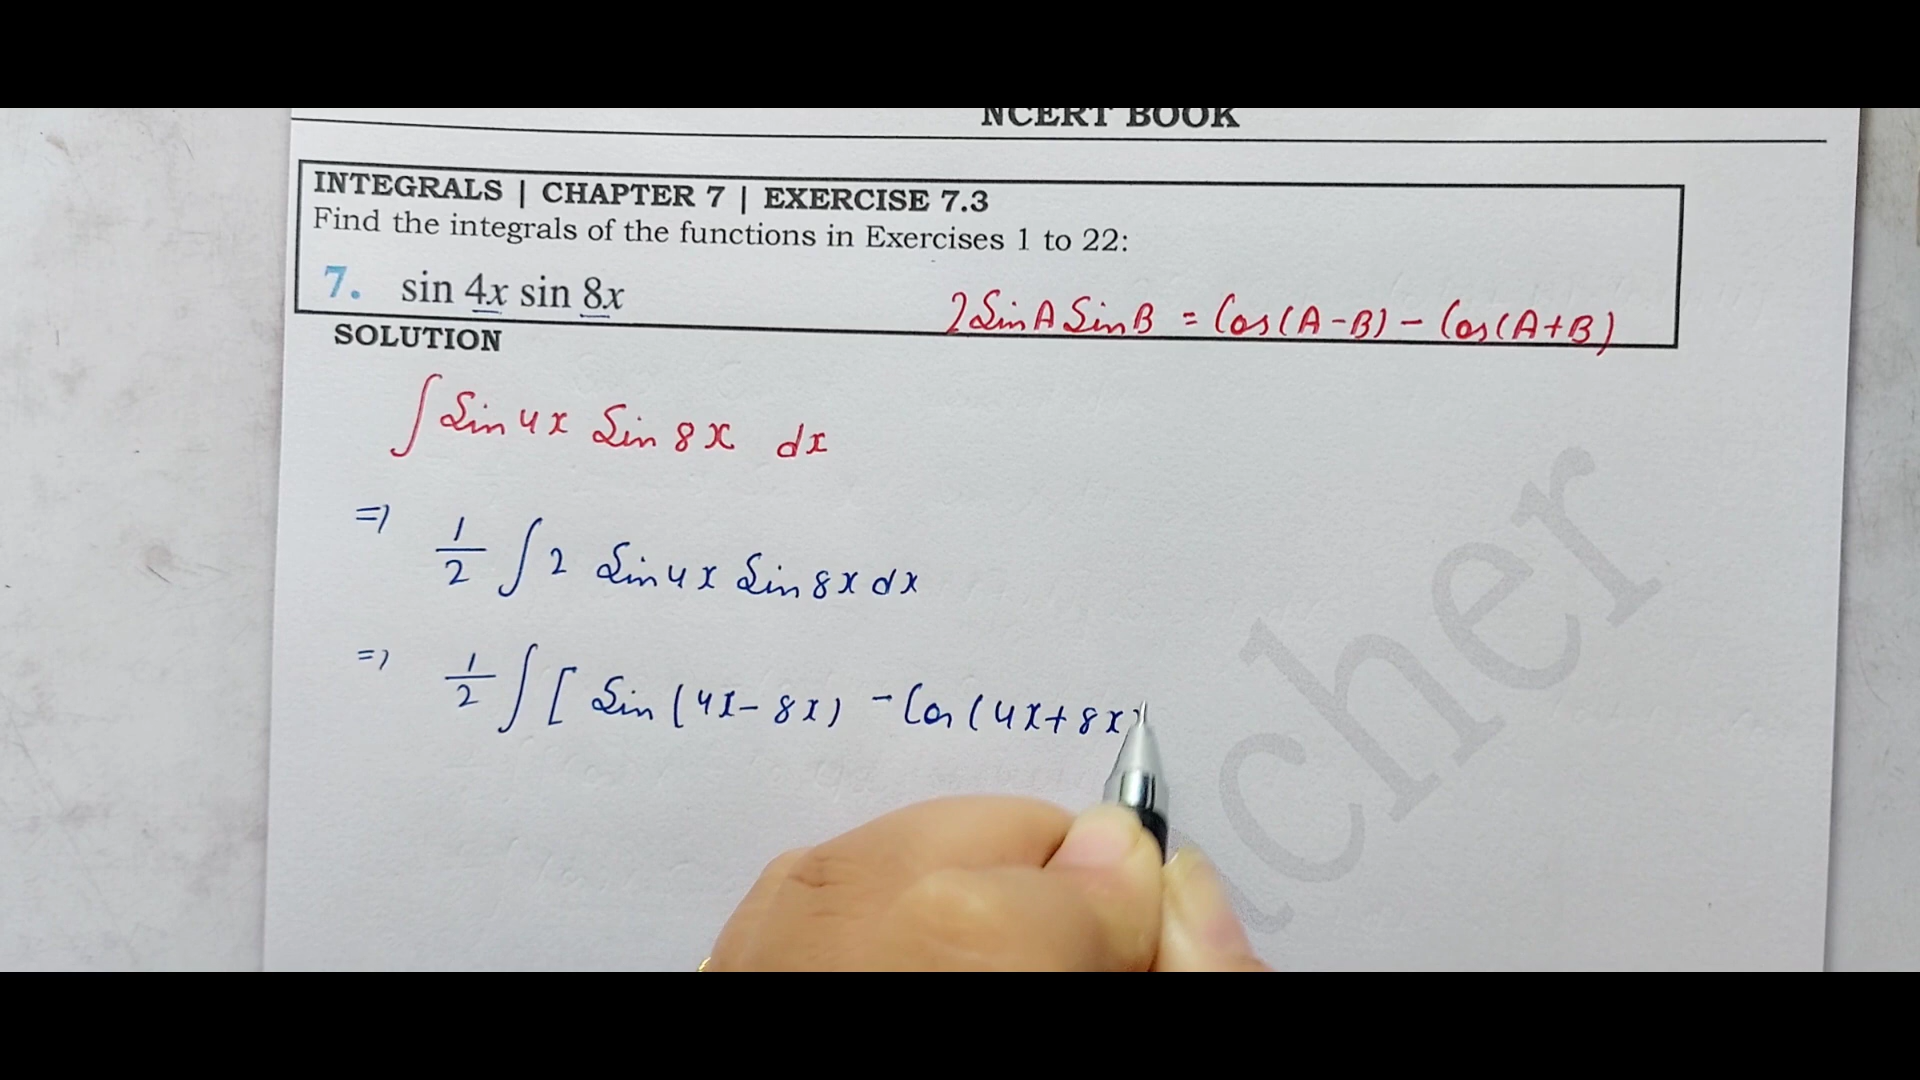 NCERT BOOK
INTEGRALS | CHAPTER 7 | EXERCISE 7.3
Find the integrals of the functions in Exercises 1 to 22:
7. sin 4x sin 8x
2 Sin A Sin B = Cos (A - B) - Cos (A + B)
SOLUTION
∫ Sin 4x Sin 8x dx
⇒ 1/2 ∫ 2 Sin 4x Sin 8x dx
⇒ 1/2 ∫ [ Sin (4x - 8x) - Cos (4x + 8x)